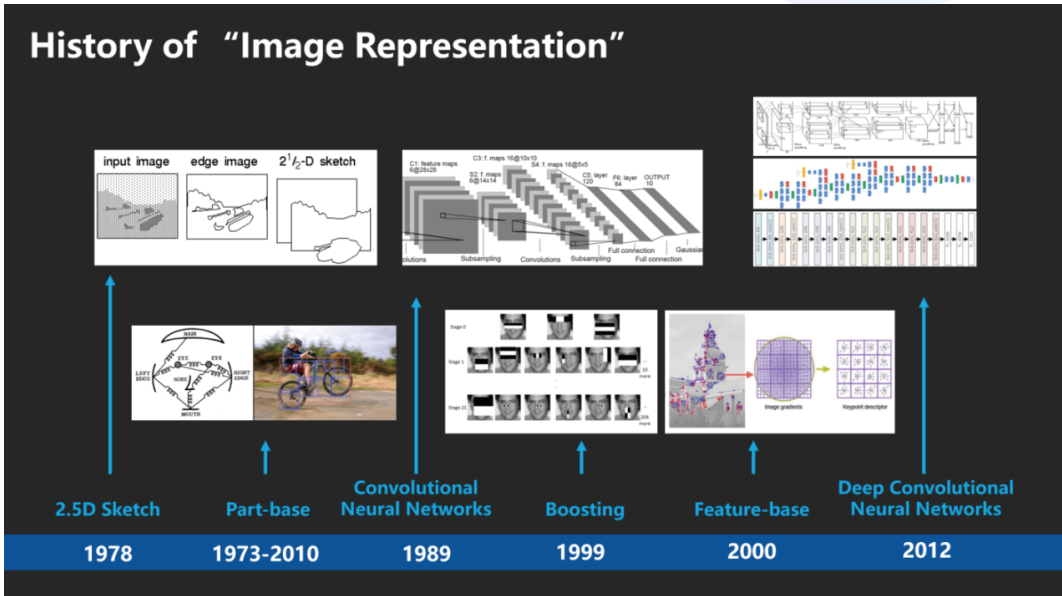 History of “Image Representation”
input image
edge image
2¹/₂-D sketch
C1: feature maps
6@28x28
S2: f. maps
6@14x14
C3: f. maps 16@10x10
S4: f. maps 16@5x5
C5: layer
120
F6: layer
84
OUTPUT
10
olutions
Subsampling
Convolutions
Subsampling
Full connection
Full connection
Gaussian
HAIR
LEFT
EDGE
EYE
EYE
RIGHT
EDGE
NOSE
MOUTH
Stage 0
Stage 1
10
more
Stage 21
206
more
Image gradients
Keypoint descriptor
2.5D Sketch
Part-base
Convolutional
Neural Networks
Boosting
Feature-base
Deep Convolutional
Neural Networks
1978
1973-2010
1989
1999
2000
2012